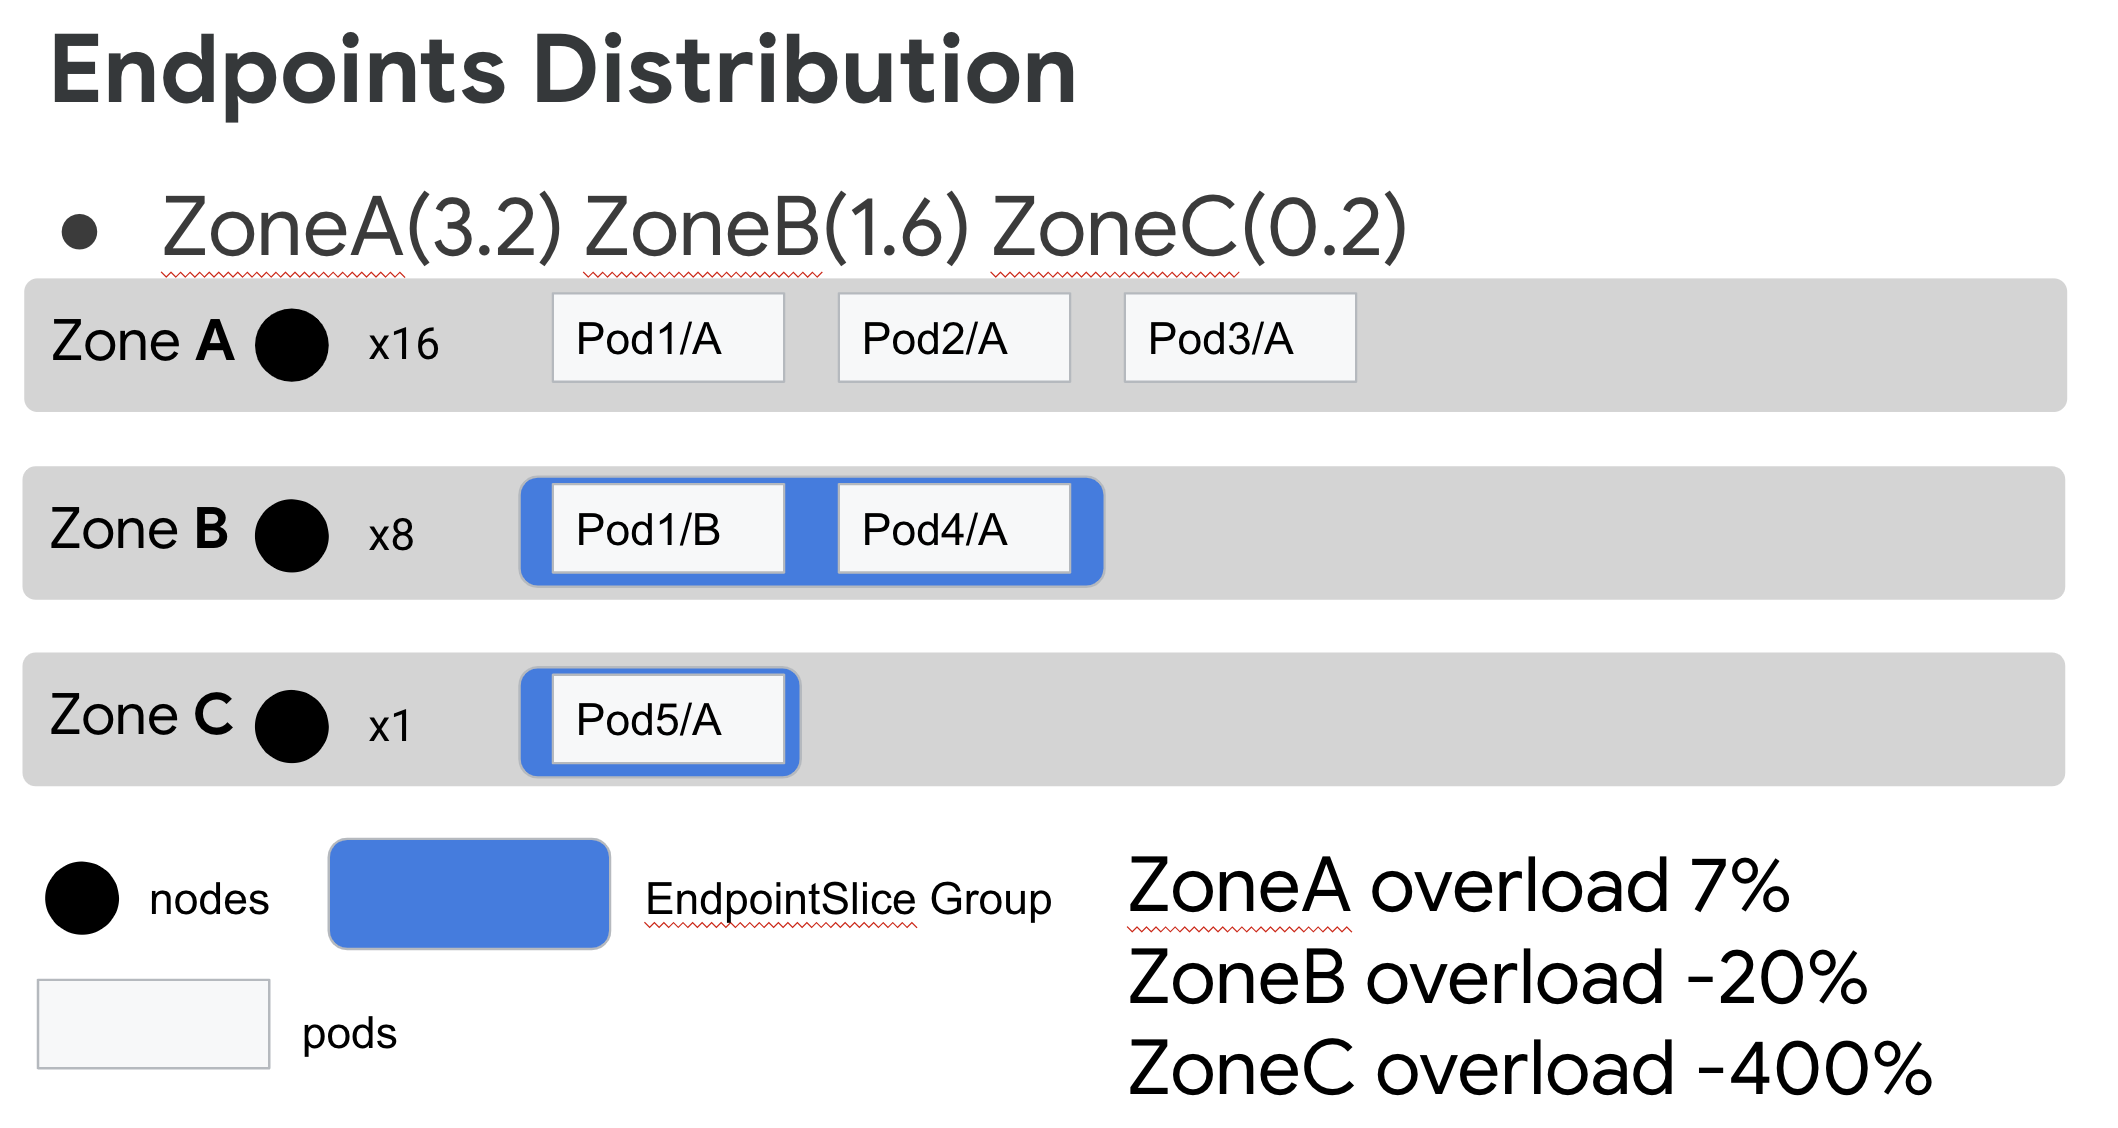 Endpoints Distribution
● ZoneA(3.2) ZoneB(1.6) ZoneC(0.2)
Zone A x16 Pod1/A Pod2/A Pod3/A
Zone B x8 Pod1/B Pod4/A
Zone C x1 Pod5/A
nodes EndpointSlice Group
pods
ZoneA overload 7%
ZoneB overload -20%
ZoneC overload -400%